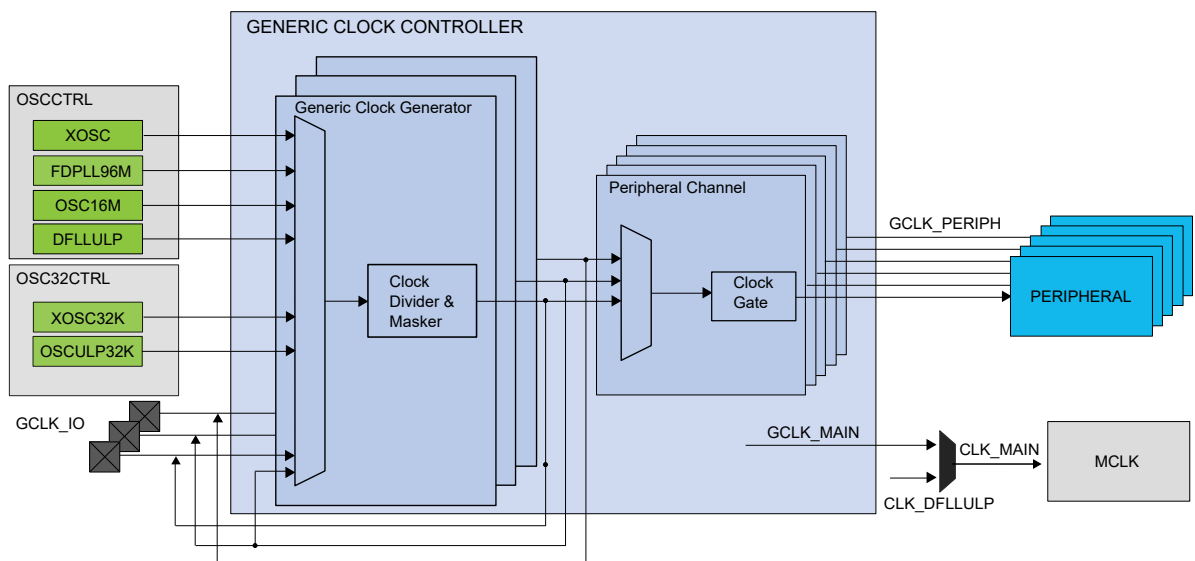 GENERIC CLOCK CONTROLLER
OSCCTRL
XOSC
FDPLL96M
OSC16M
DFLLULP
OSC32CTRL
XOSC32K
OSCULP32K
GCLK_IO
Generic Clock Generator
Clock
Divider &
Masker
Peripheral Channel
Clock
Gate
GCLK_PERIPH
PERIPHERAL
GCLK_MAIN
CLK_MAIN
CLK_DFLLULP
MCLK